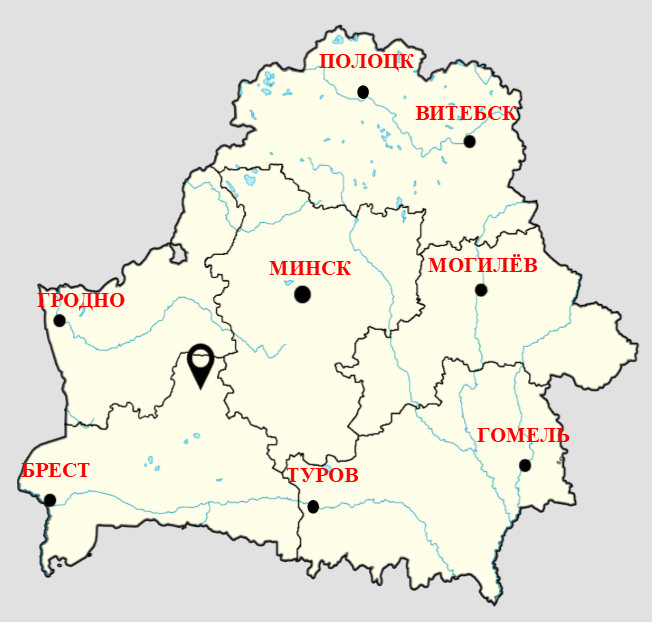 ПОЛОЦК
ВИТЕБСК
МИНСК
МОГИЛЁВ
ГРОДНО
ГОМЕЛЬ
БРЕСТ
ТУРОВ